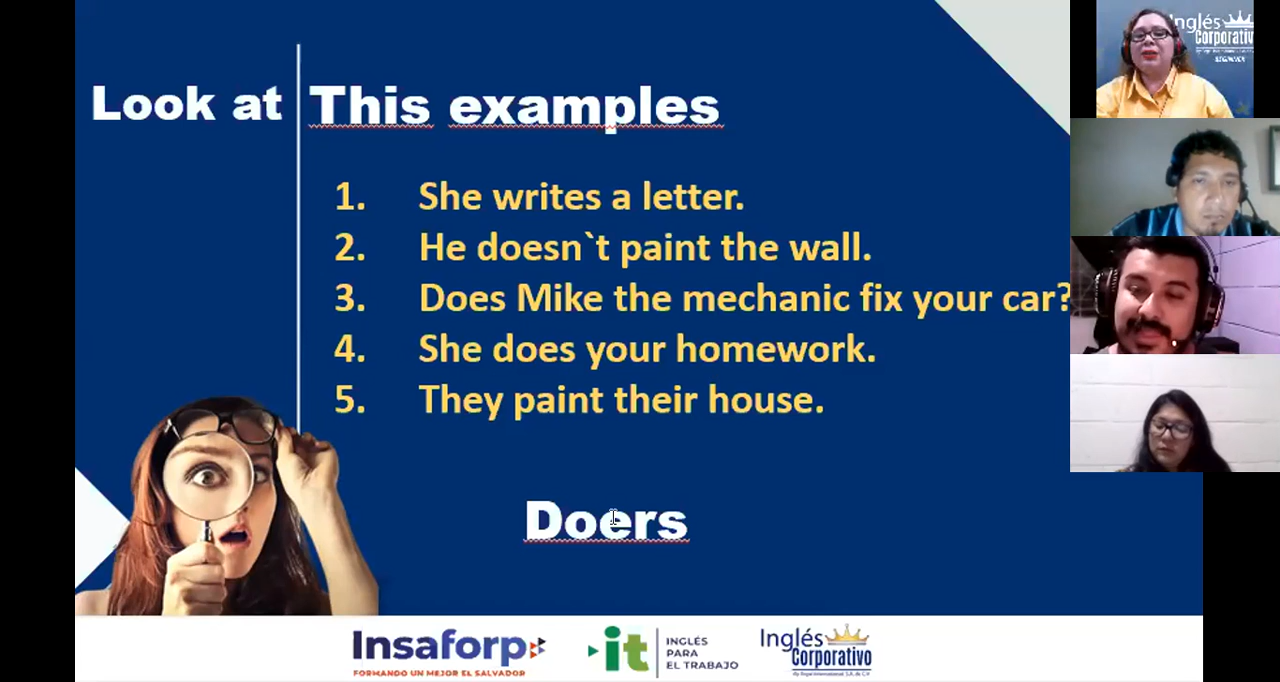 Look at This examples
1. She writes a letter.
2. He doesn`t paint the wall.
3. Does Mike the mechanic fix your car?
4. She does your homework.
5. They paint their house.
Doers
Insaforp
FORMANDO UN MEJOR EL SALVADOR
it
INGLÉS
PARA
EL TRABAJO
Inglés
Corporativo
Inglés
Corporativo
BEGINNER